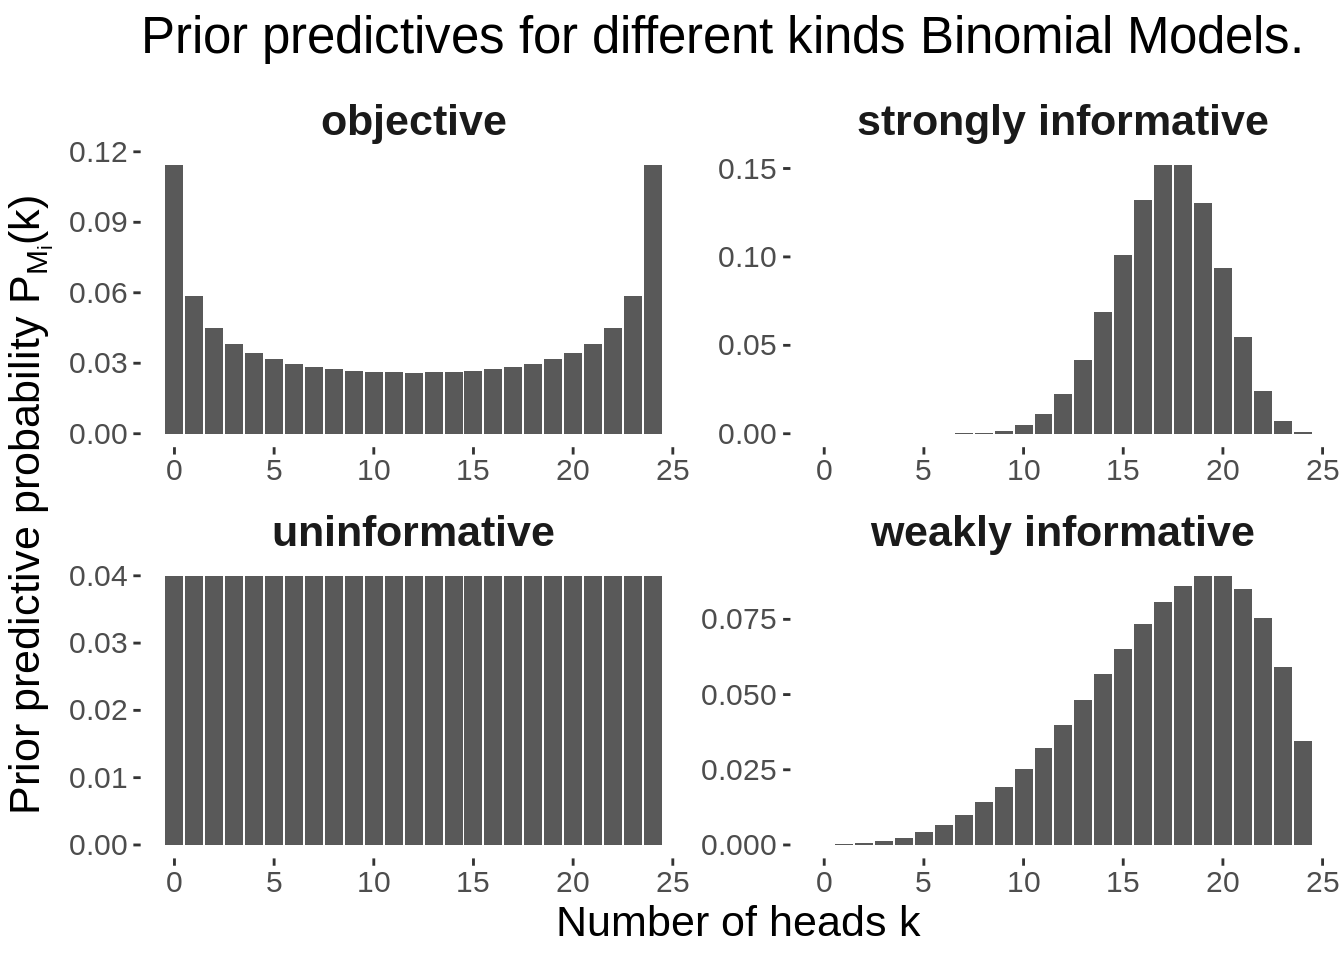 Prior predictives for different kinds Binomial Models.
Prior predictive probability P_{M_i}(k)
objective
0.12
0.09
0.06
0.03
0.00
0 5 10 15 20 25
strongly informative
0.15
0.10
0.05
0.00
0 5 10 15 20 25
uninformative
0.04
0.03
0.02
0.01
0.00
0 5 10 15 20 25
weakly informative
0.075
0.050
0.025
0.000
0 5 10 15 20 25
Number of heads k